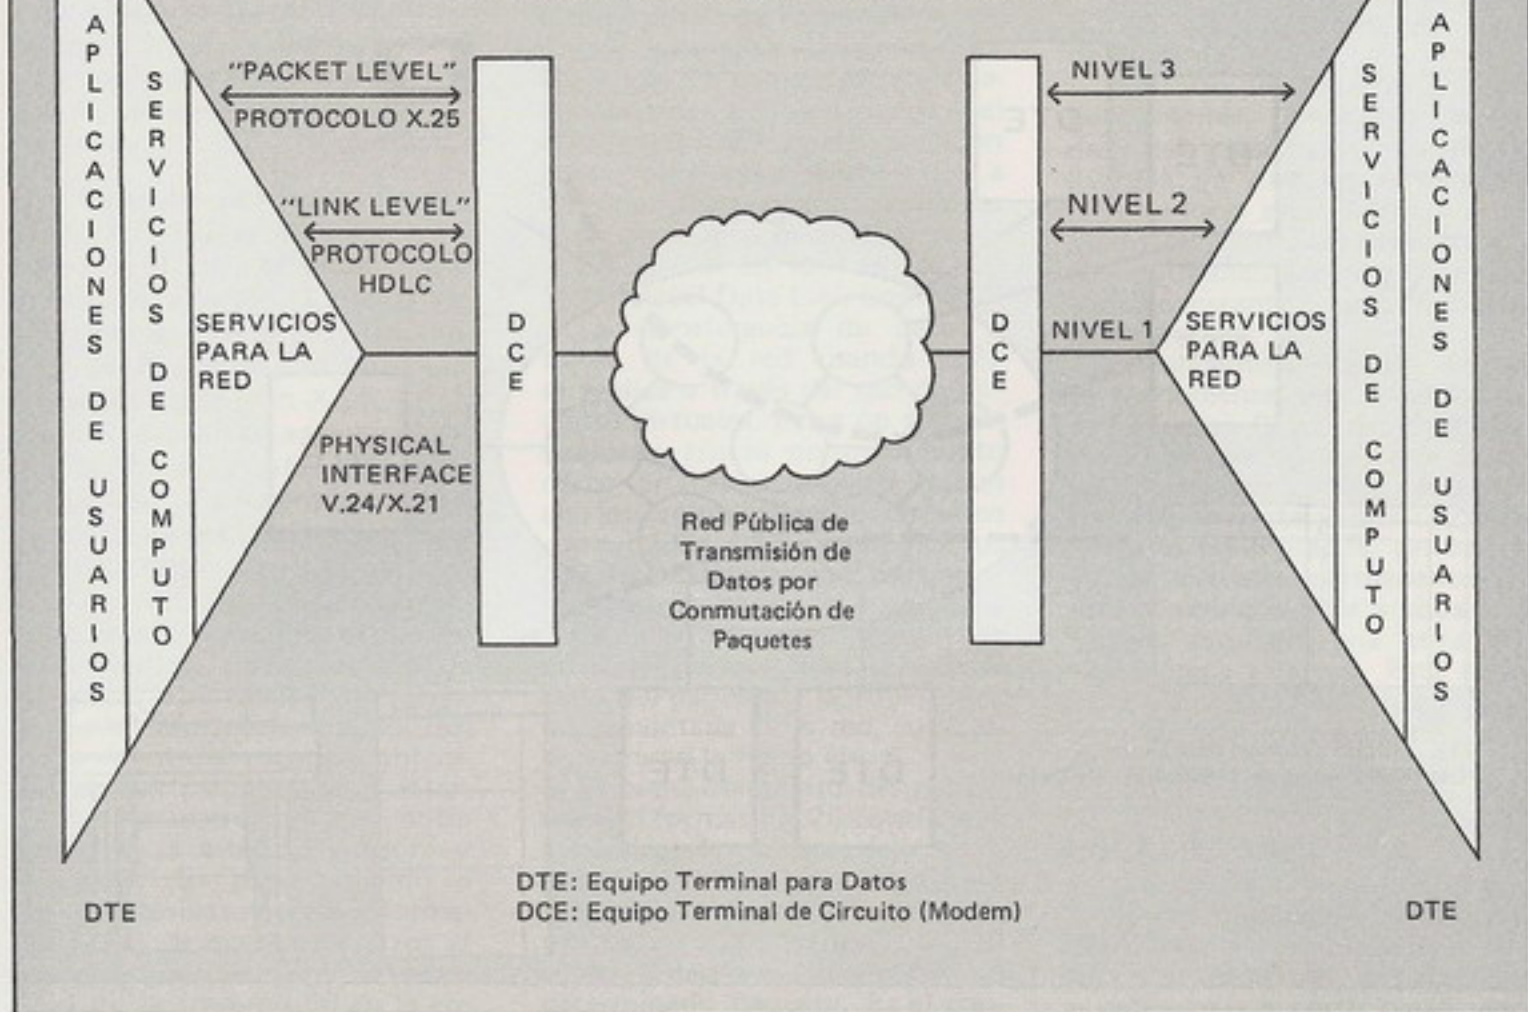 APLICACIONES DE USUARIOS
SERVICIOS DE COMPUTO
"PACKET LEVEL"
PROTOCOLO X.25
"LINK LEVEL"
PROTOCOLO
HDLC
SERVICIOS
PARA LA
RED
PHYSICAL
INTERFACE
V.24/X.21
DCE
Red Pública de
Transmisión de
Datos por
Conmutación de
Paquetes
DCE
NIVEL 3
NIVEL 2
NIVEL 1
SERVICIOS
PARA LA
RED
SERVICIOS DE COMPUTO
APLICACIONES DE USUARIOS
DTE
DTE: Equipo Terminal para Datos
DCE: Equipo Terminal de Circuito (Modem)
DTE